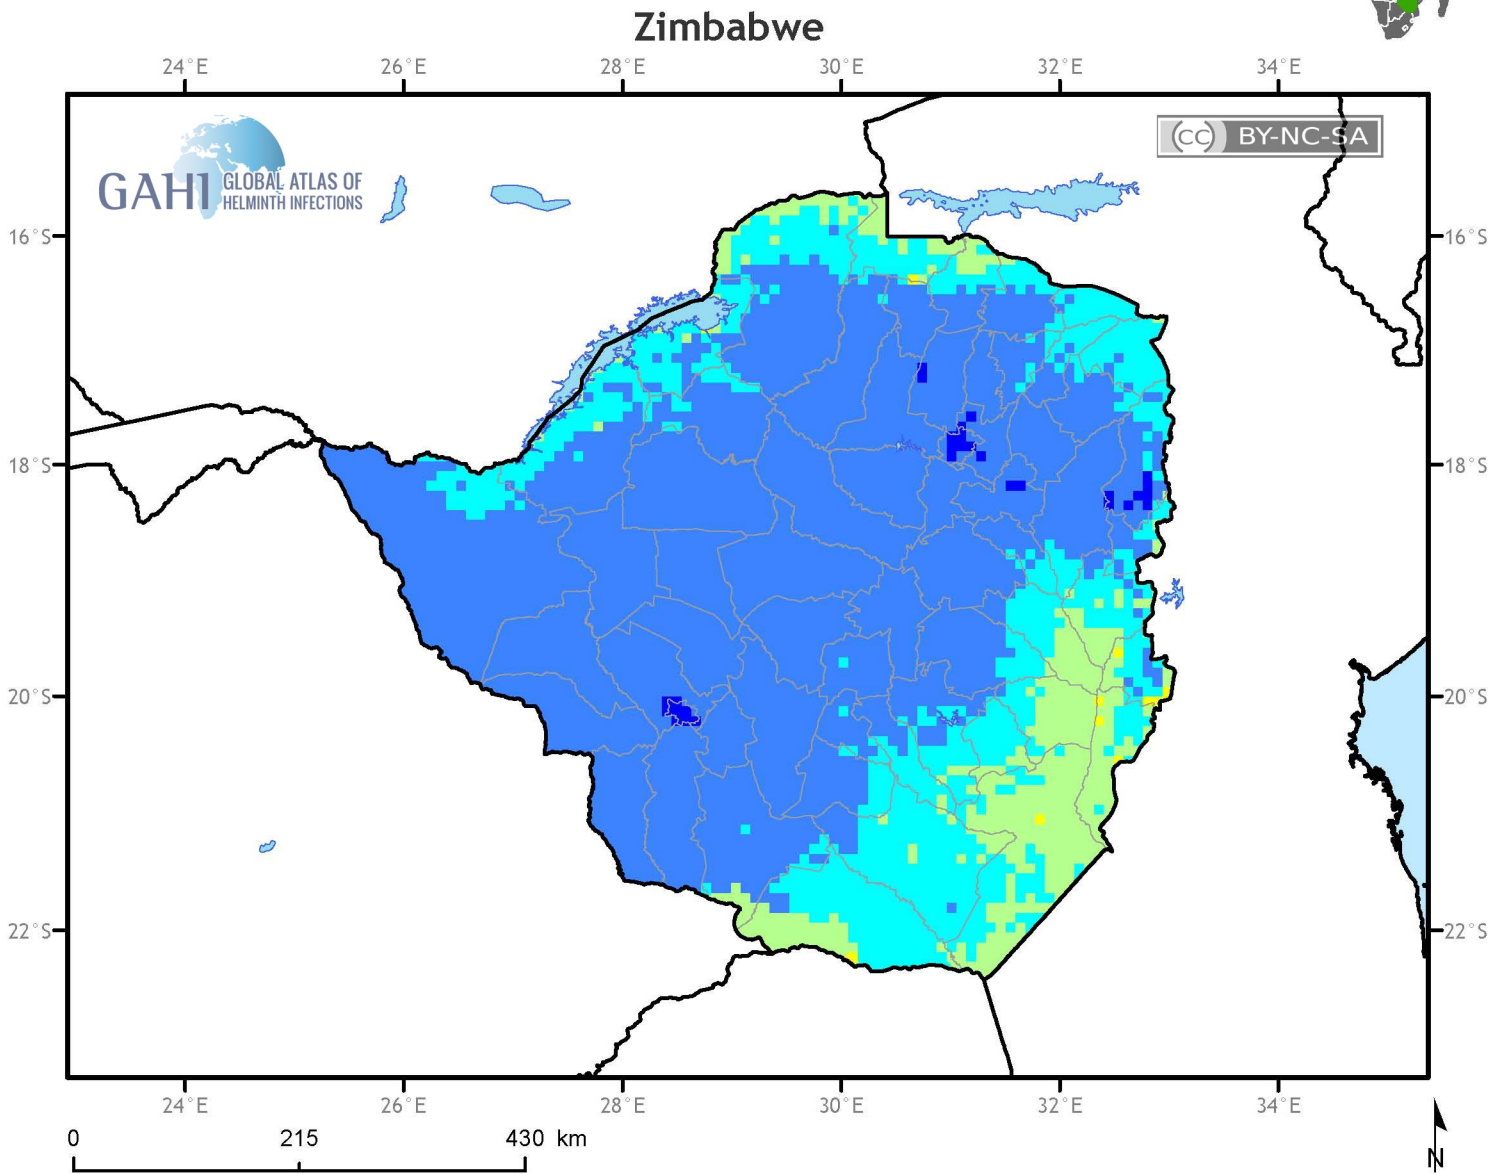 Zimbabwe
24°E 26°E 28°E 30°E 32°E 34°E
GAHI GLOBAL ATLAS OF
HELMINTH INFECTIONS
(cc) BY-NC-SA
16°S 16°S
18°S 18°S
20°S 20°S
22°S 22°S
24°E 26°E 28°E 30°E 32°E 34°E
0 215 430 km
N